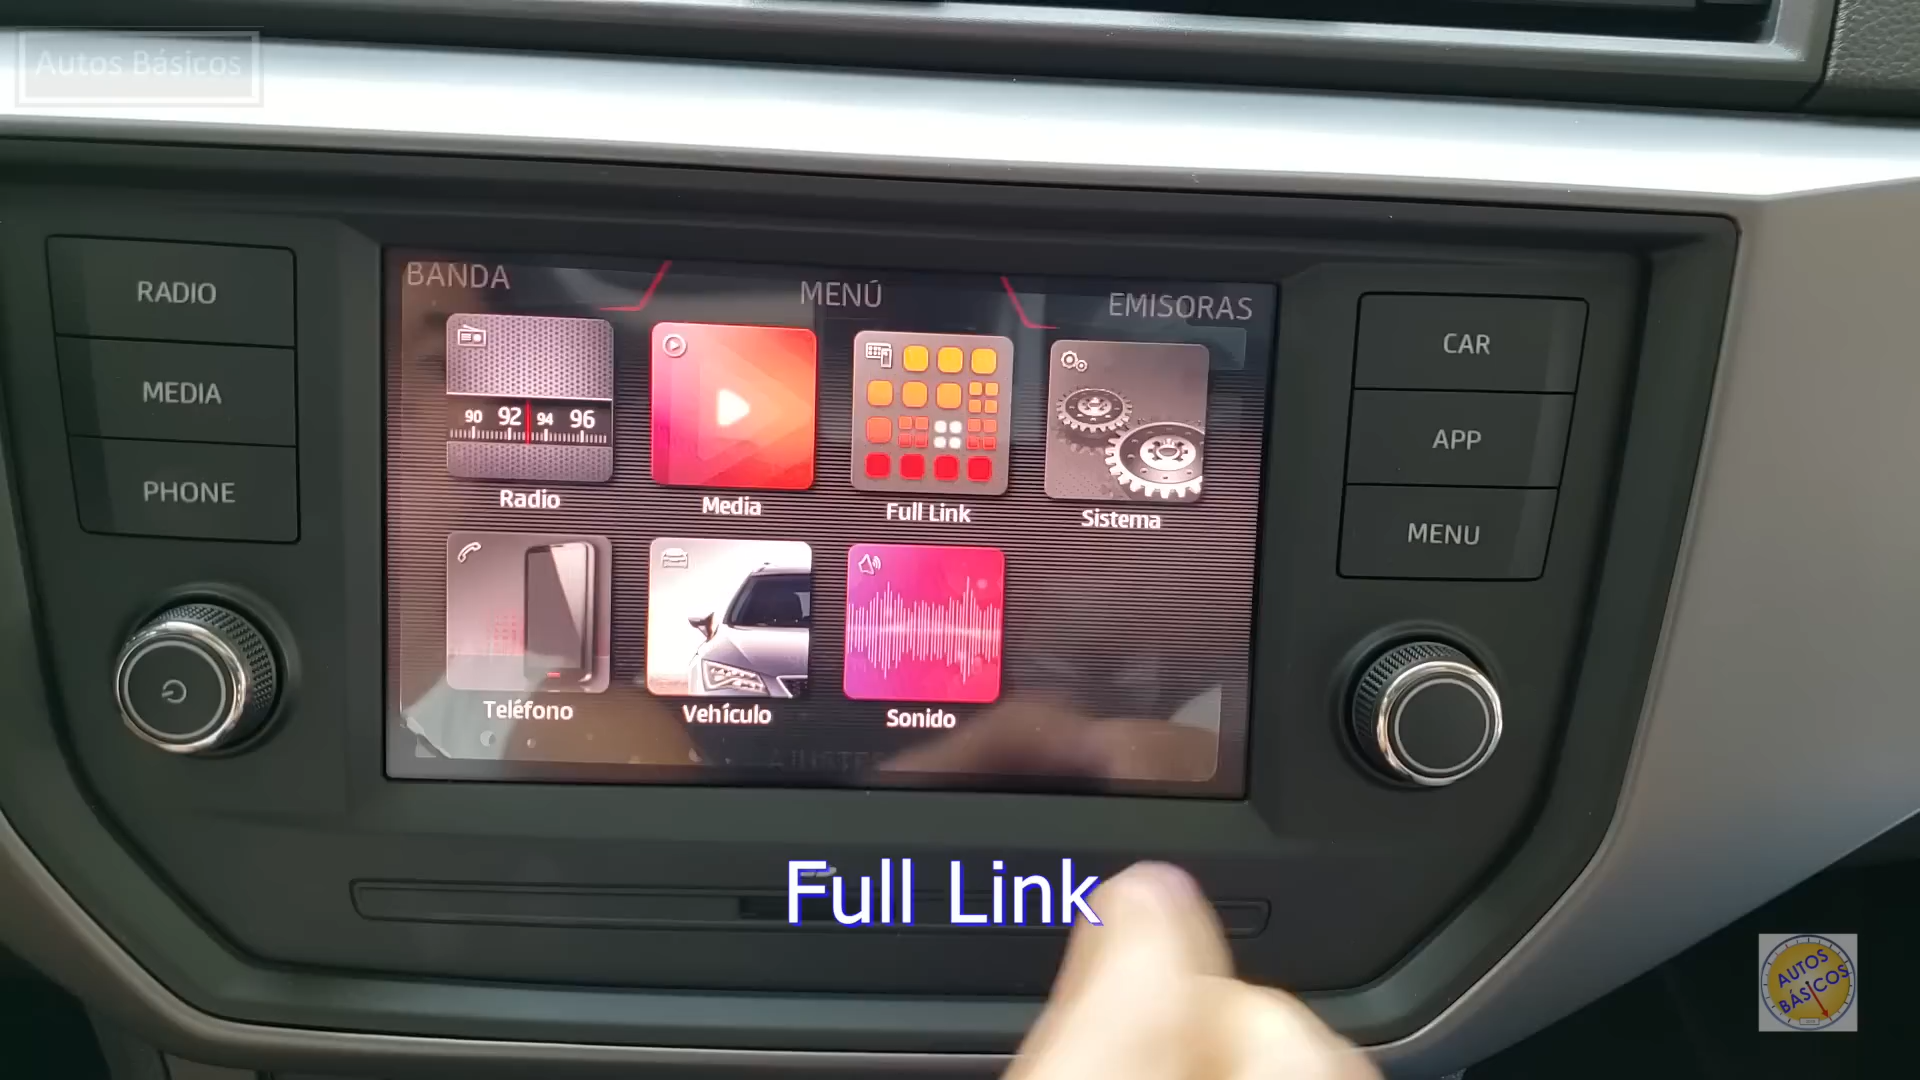 Autos Básicos
RADIO
MEDIA
PHONE
BANDA
MENÚ
EMISORAS
90 92 94 96
Radio
Media
Full Link
Sistema
Teléfono
Vehículo
Sonido
AJUSTES
CAR
APP
MENU
Full Link
AUTOS
BÁSICOS